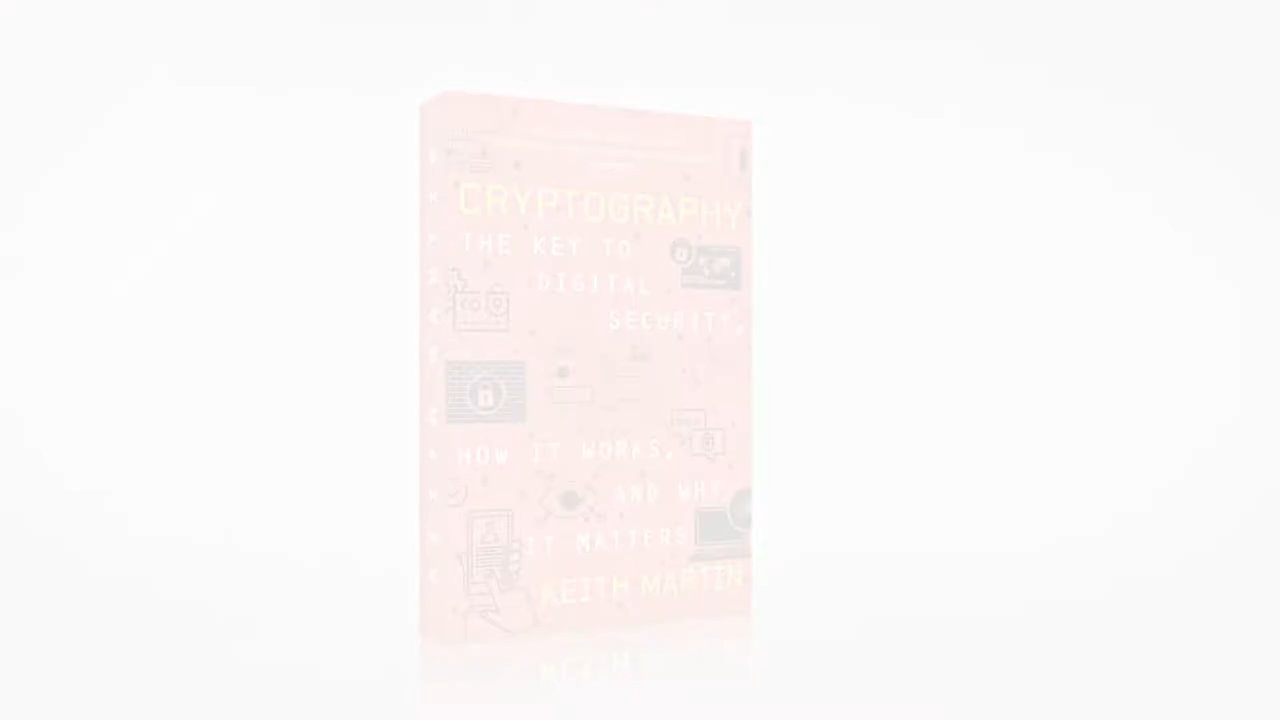 CRYPTOGRAPHY
THE KEY TO
DIGITAL
SECURITY,
HOW IT WORKS,
AND WHY
IT MATTERS
KEITH MARTIN